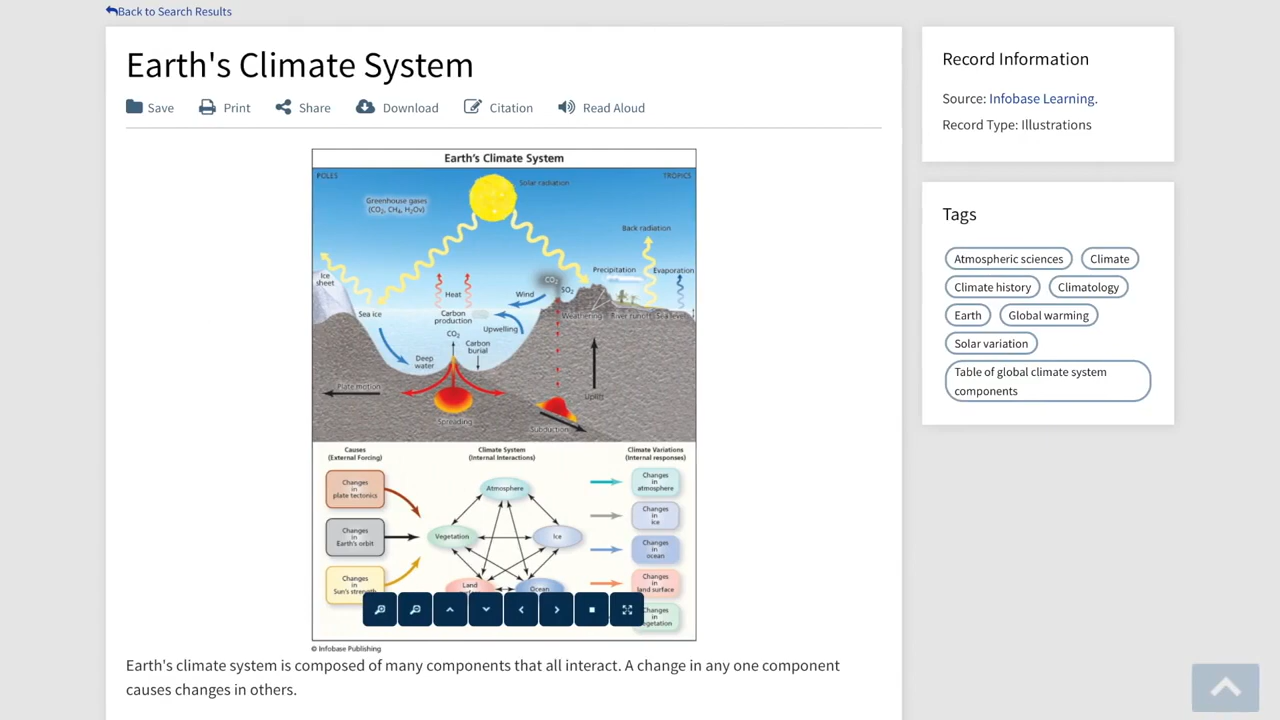 Back to Search Results
Earth's Climate System
Save
Print
Share
Download
Citation
Read Aloud
Earth's Climate System
POLES
Solar radiation
TROPICS
Greenhouse gases
(CO₂, CH₄, H₂Ov)
Back radiation
Ice
sheet
Precipitation
Evaporation
CO₂
SO₂
Heat
Wind
Sea ice
Carbon
production
Weathering
River runoff
Sea level
CO₂
Upwelling
Carbon
burial
Deep
water
Plate motion
Uplift
Spreading
Subduction
Causes
(External Forcing)
Climate System
(Internal Interactions)
Climate Variations
(Internal responses)
Changes
in
plate tectonics
Changes
in
Earth's orbit
Changes
in
Sun's strength
Atmosphere
Vegetation
Ice
Land
Ocean
Changes
in
atmosphere
Changes
in
ice
Changes
in
ocean
Changes
in
land surface
Changes
in
© Infobase Publishing
Earth's climate system is composed of many components that all interact. A change in any one component
causes changes in others.
Record Information
Source: Infobase Learning.
Record Type: Illustrations
Tags
Atmospheric sciences
Climate
Climate history
Climatology
Earth
Global warming
Solar variation
Table of global climate system
components